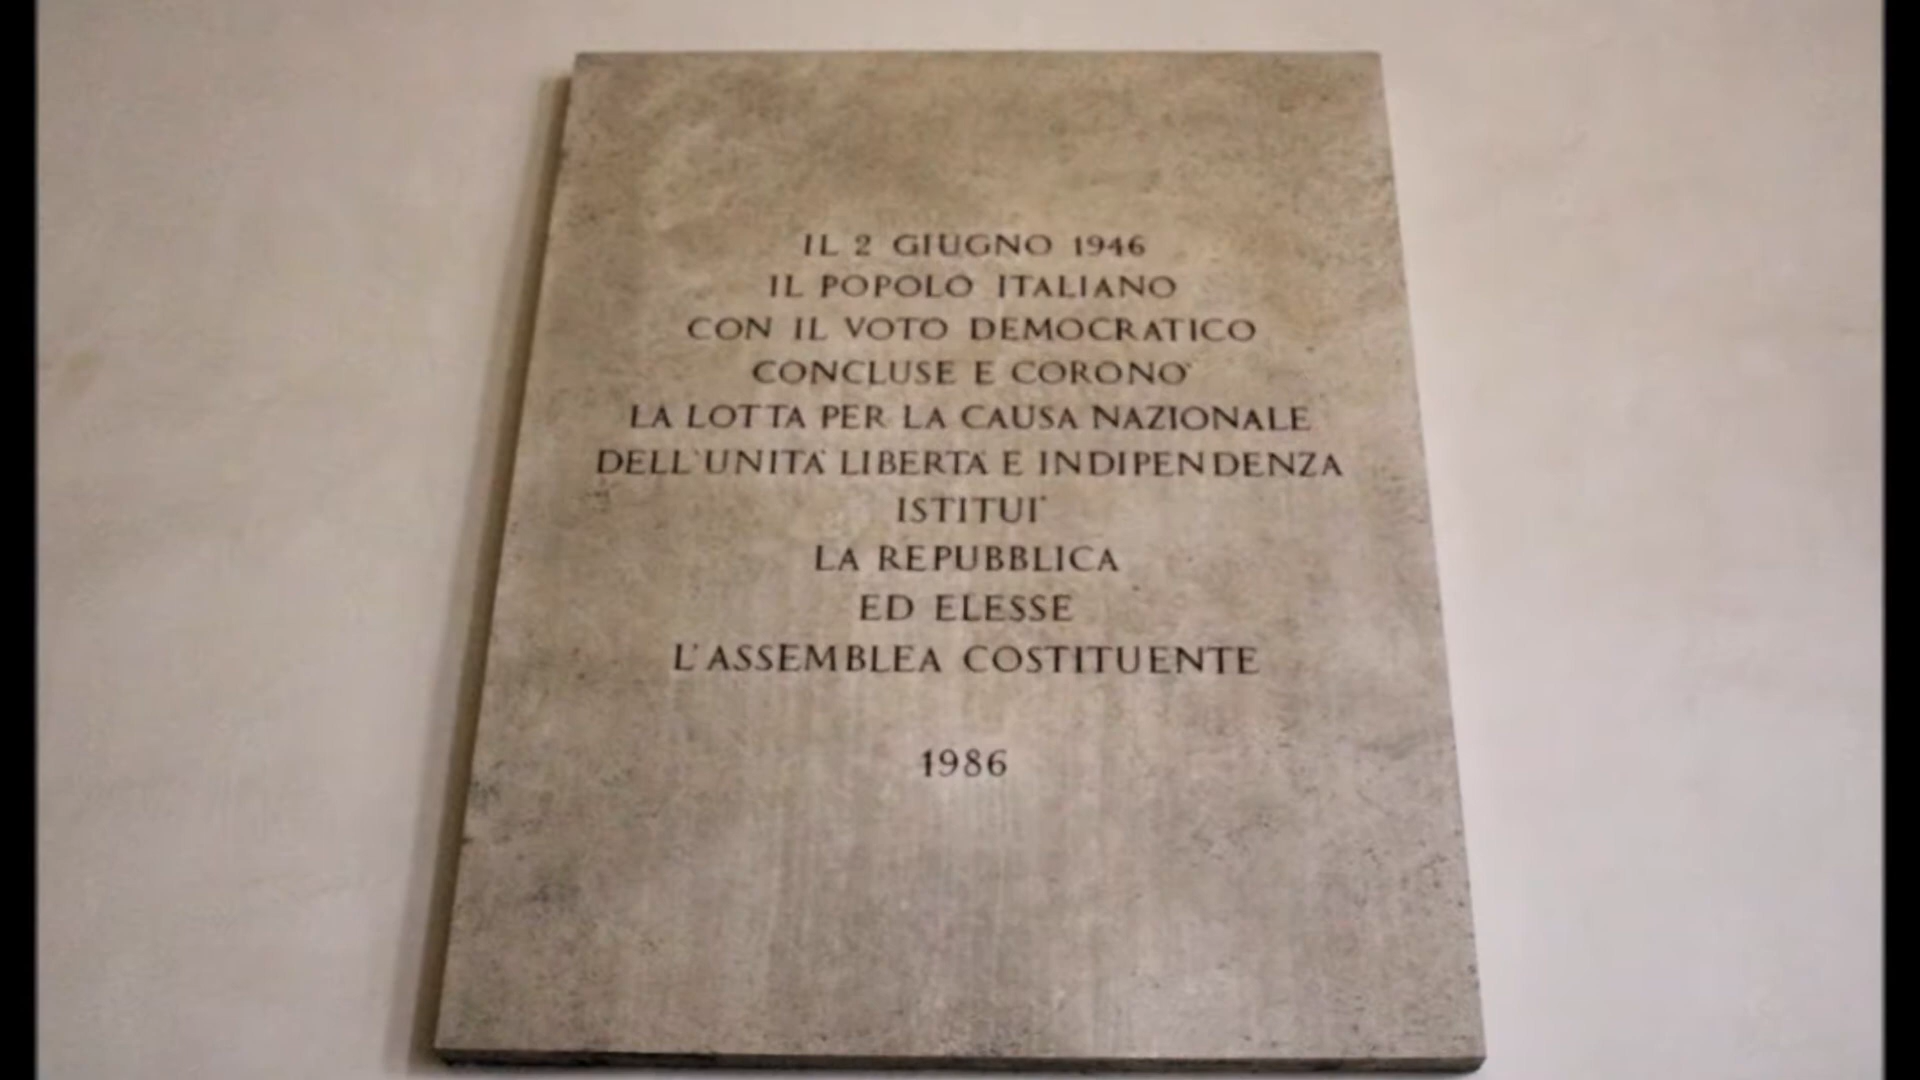 IL 2 GIUGNO 1946
IL POPOLO ITALIANO
CON IL VOTO DEMOCRATICO
CONCLUSE E CORONO'
LA LOTTA PER LA CAUSA NAZIONALE
DELL'UNITA' LIBERTA' E INDIPENDENZA
ISTITUI'
LA REPUBBLICA
ED ELESSE
L'ASSEMBLEA COSTITUENTE
1986